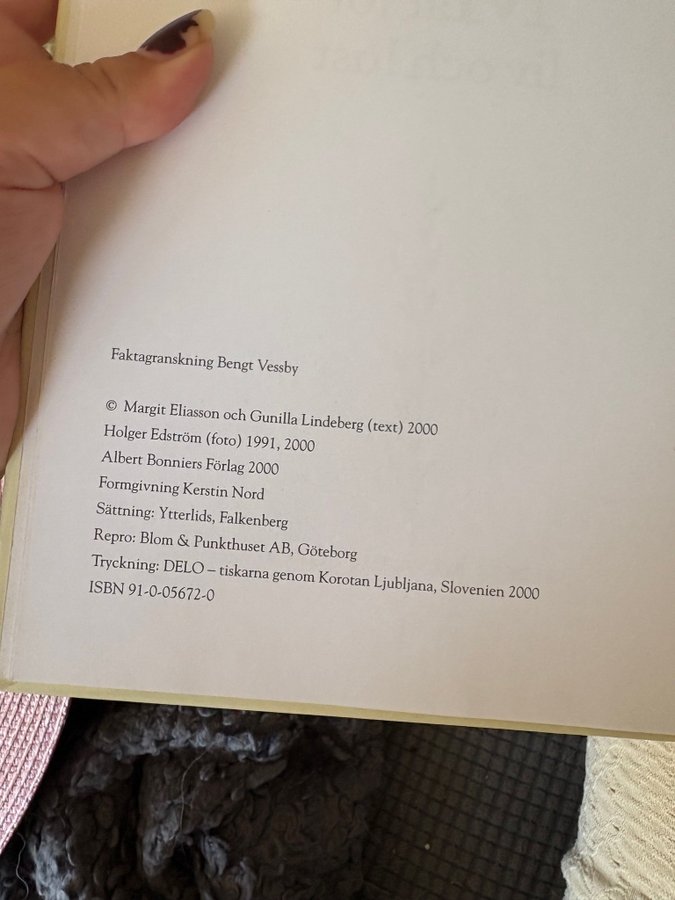 Faktagranskning Bengt Vessby
© Margit Eliasson och Gunilla Lindeberg (text) 2000
Holger Edström (foto) 1991, 2000
Albert Bonniers Förlag 2000
Formgivning Kerstin Nord
Sättning: Ytterlids, Falkenberg
Repro: Blom & Punkthuset AB, Göteborg
Tryckning: DELO – tiskarna genom Korotan Ljubljana, Slovenien 2000
ISBN 91-0-05672-0